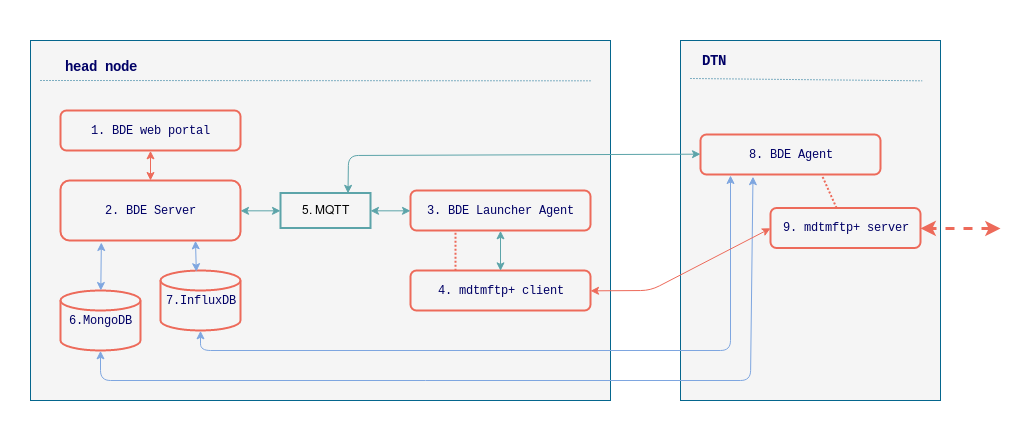 head node
DTN
1. BDE web portal
2. BDE Server
5. MQTT
3. BDE Launcher Agent
4. mdtmftp+ client
6.MongoDB
7.InfluxDB
8. BDE Agent
9. mdtmftp+ server